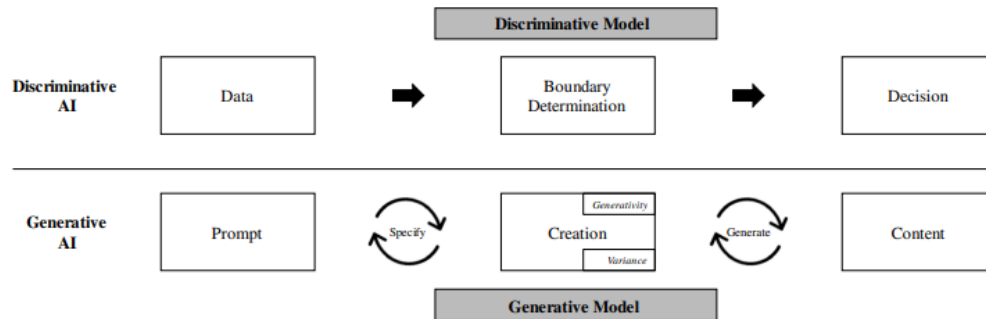 Discriminative Model
Discriminative
AI
Data
Boundary
Determination
Decision
Generative
AI
Prompt
Specify
Generativity
Creation
Variance
Generate
Content
Generative Model